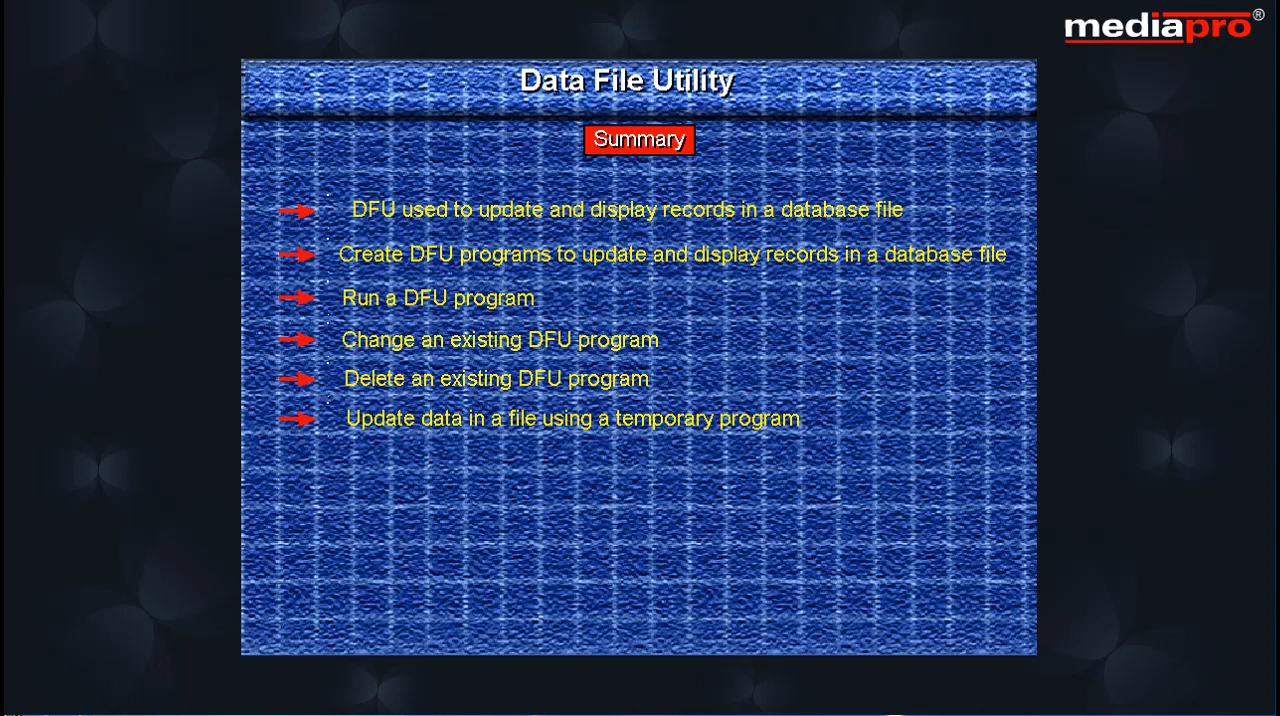 mediapro®
Data File Utility
Summary
DFU used to update and display records in a database file
Create DFU programs to update and display records in a database file
Run a DFU program
Change an existing DFU program
Delete an existing DFU program
Update data in a file using a temporary program